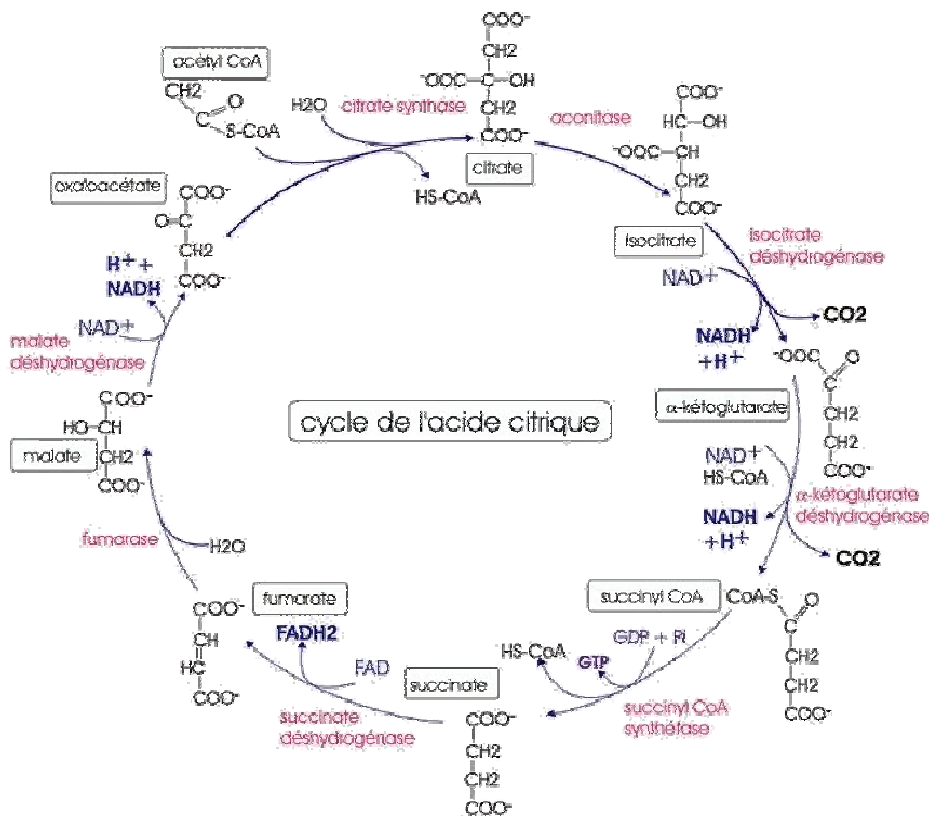 COO⁻
CH2
⁻OOC—C—OH
CH2
COO⁻
citrate
acétyl CoA
CH2
C
O
S-CoA
H2O
citrate synthase
HS-CoA
aconitase
COO⁻
HC—OH
⁻OOC—CH
CH2
COO⁻
isocitrate
isocitrate
déshydrogénase
NAD+
NADH
+H⁺
CO2
⁻OOC
O
C
CH2
CH2
COO⁻
α-kétoglutarate
NAD+
HS-CoA
α-kétoglutarate
déshydrogénase
NADH
+H⁺
CO2
succinyl CoA
CoA-S
O
C
CH2
CH2
COO⁻
GDP + Pi
GTP
HS-CoA
succinyl CoA
synthétase
succinate
COO⁻
CH2
CH2
COO⁻
FAD
FADH2
succinate
déshydrogénase
fumarate
COO⁻
CH
HC
COO⁻
H2O
fumarase
malate
COO⁻
HO—CH
CH2
COO⁻
malate
déshydrogénase
NAD+
H⁺ +
NADH
oxaloacétate
COO⁻
O=C
CH2
COO⁻
cycle de l'acide citrique